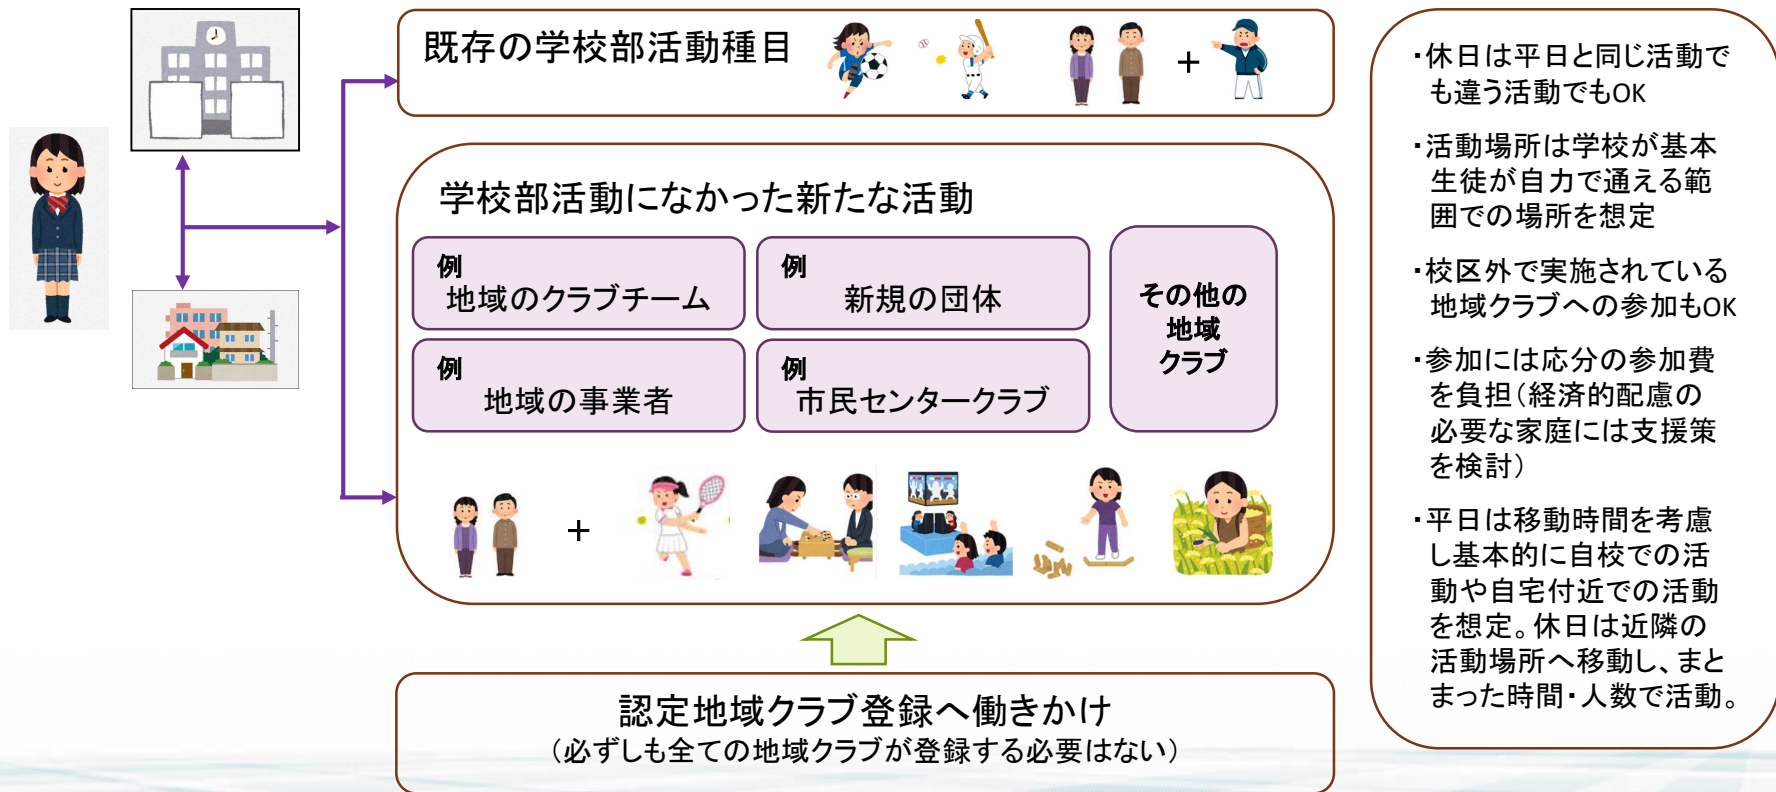 既存の学校部活動種目
+
学校部活動になかった新たな活動
例
地域のクラブチーム
例
新規の団体
例
地域の事業者
例
市民センタークラブ
その他の
地域
クラブ
+
認定地域クラブ登録へ働きかけ
（必ずしも全ての地域クラブが登録する必要はない）
・休日は平日と同じ活動で
も違う活動でもOK
・活動場所は学校が基本
生徒が自力で通える範
囲での場所を想定
・校区外で実施されている
地域クラブへの参加もOK
・参加には応分の参加費
を負担（経済的配慮の
必要な家庭には支援策
を検討）
・平日は移動時間を考慮
し基本的に自校での活
動や自宅付近での活動
を想定。休日は近隣の
活動場所へ移動し、まと
まった時間・人数で活動。